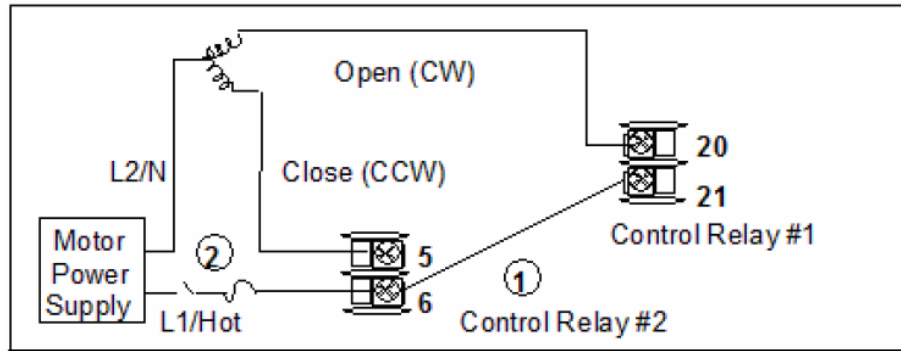 Open (CW)
20
L2/N
Close (CCW)
21
Control Relay #1
Motor
Power
Supply
2
5
6
1
L1/Hot
Control Relay #2